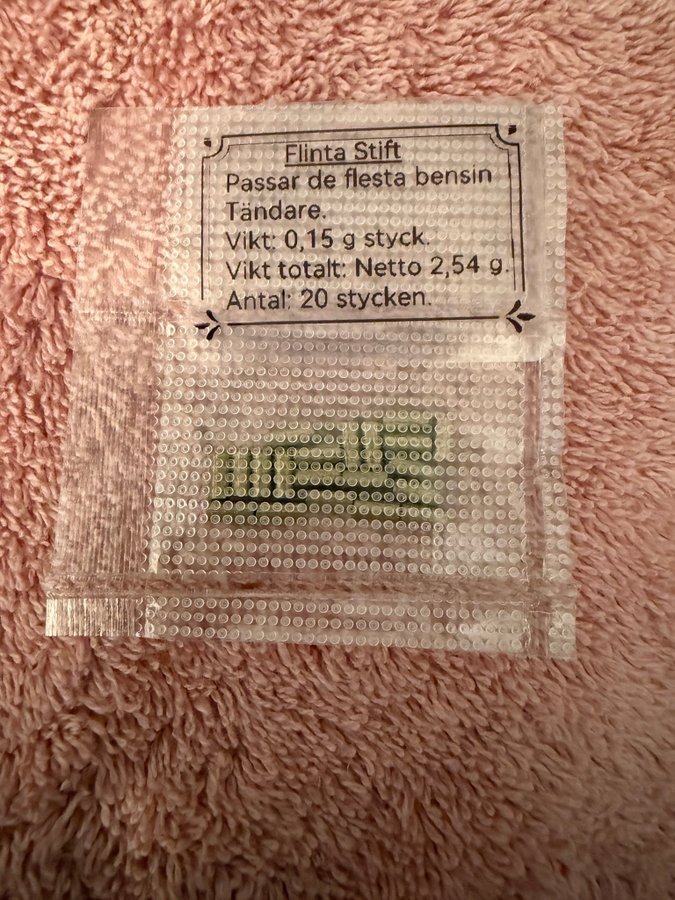 Flinta Stift
Passar de flesta bensin
Tändare.
Vikt: 0,15 g styck.
Vikt totalt: Netto 2,54 g.
Antal: 20 stycken.